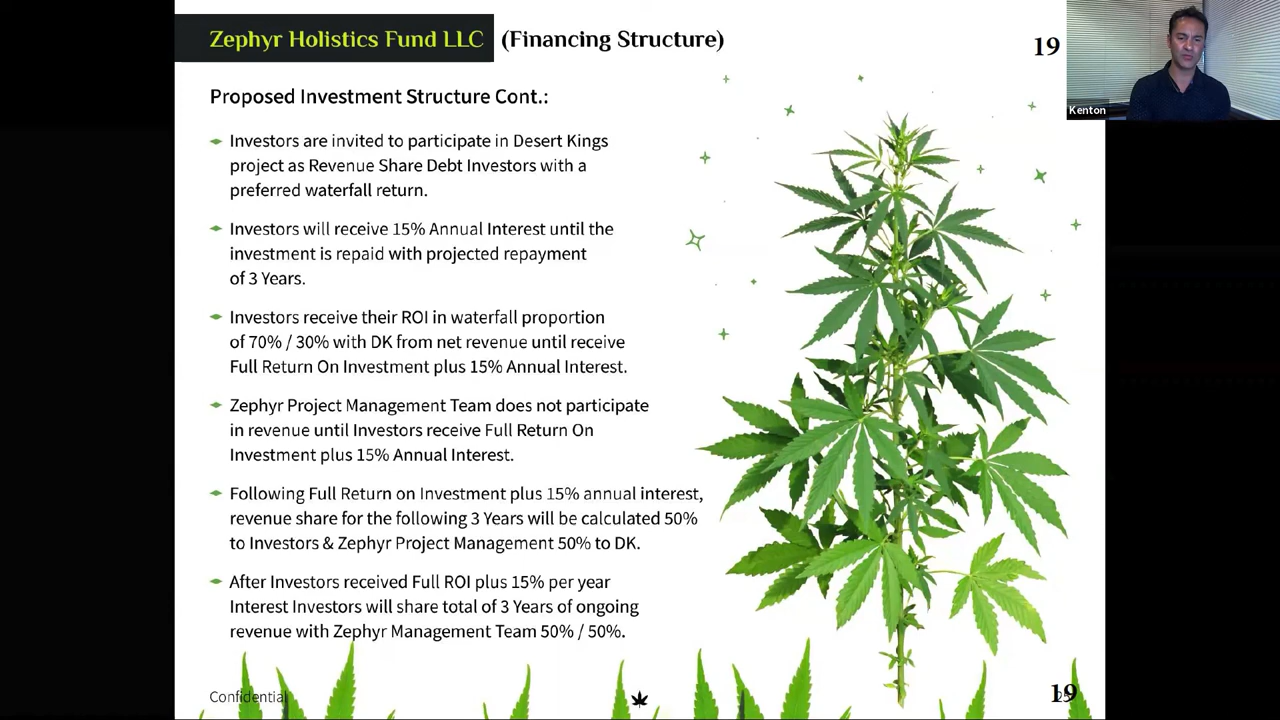 Zephyr Holistics Fund LLC (Financing Structure)
19
Kenton
Proposed Investment Structure Cont.:
Investors are invited to participate in Desert Kings
project as Revenue Share Debt Investors with a
preferred waterfall return.
Investors will receive 15% Annual Interest until the
investment is repaid with projected repayment
of 3 Years.
Investors receive their ROI in waterfall proportion
of 70% / 30% with DK from net revenue until receive
Full Return On Investment plus 15% Annual Interest.
Zephyr Project Management Team does not participate
in revenue until Investors receive Full Return On
Investment plus 15% Annual Interest.
Following Full Return on Investment plus 15% annual interest,
revenue share for the following 3 Years will be calculated 50%
to Investors & Zephyr Project Management 50% to DK.
After Investors received Full ROI plus 15% per year
Interest Investors will share total of 3 Years of ongoing
revenue with Zephyr Management Team 50% / 50%.
Confidential
19